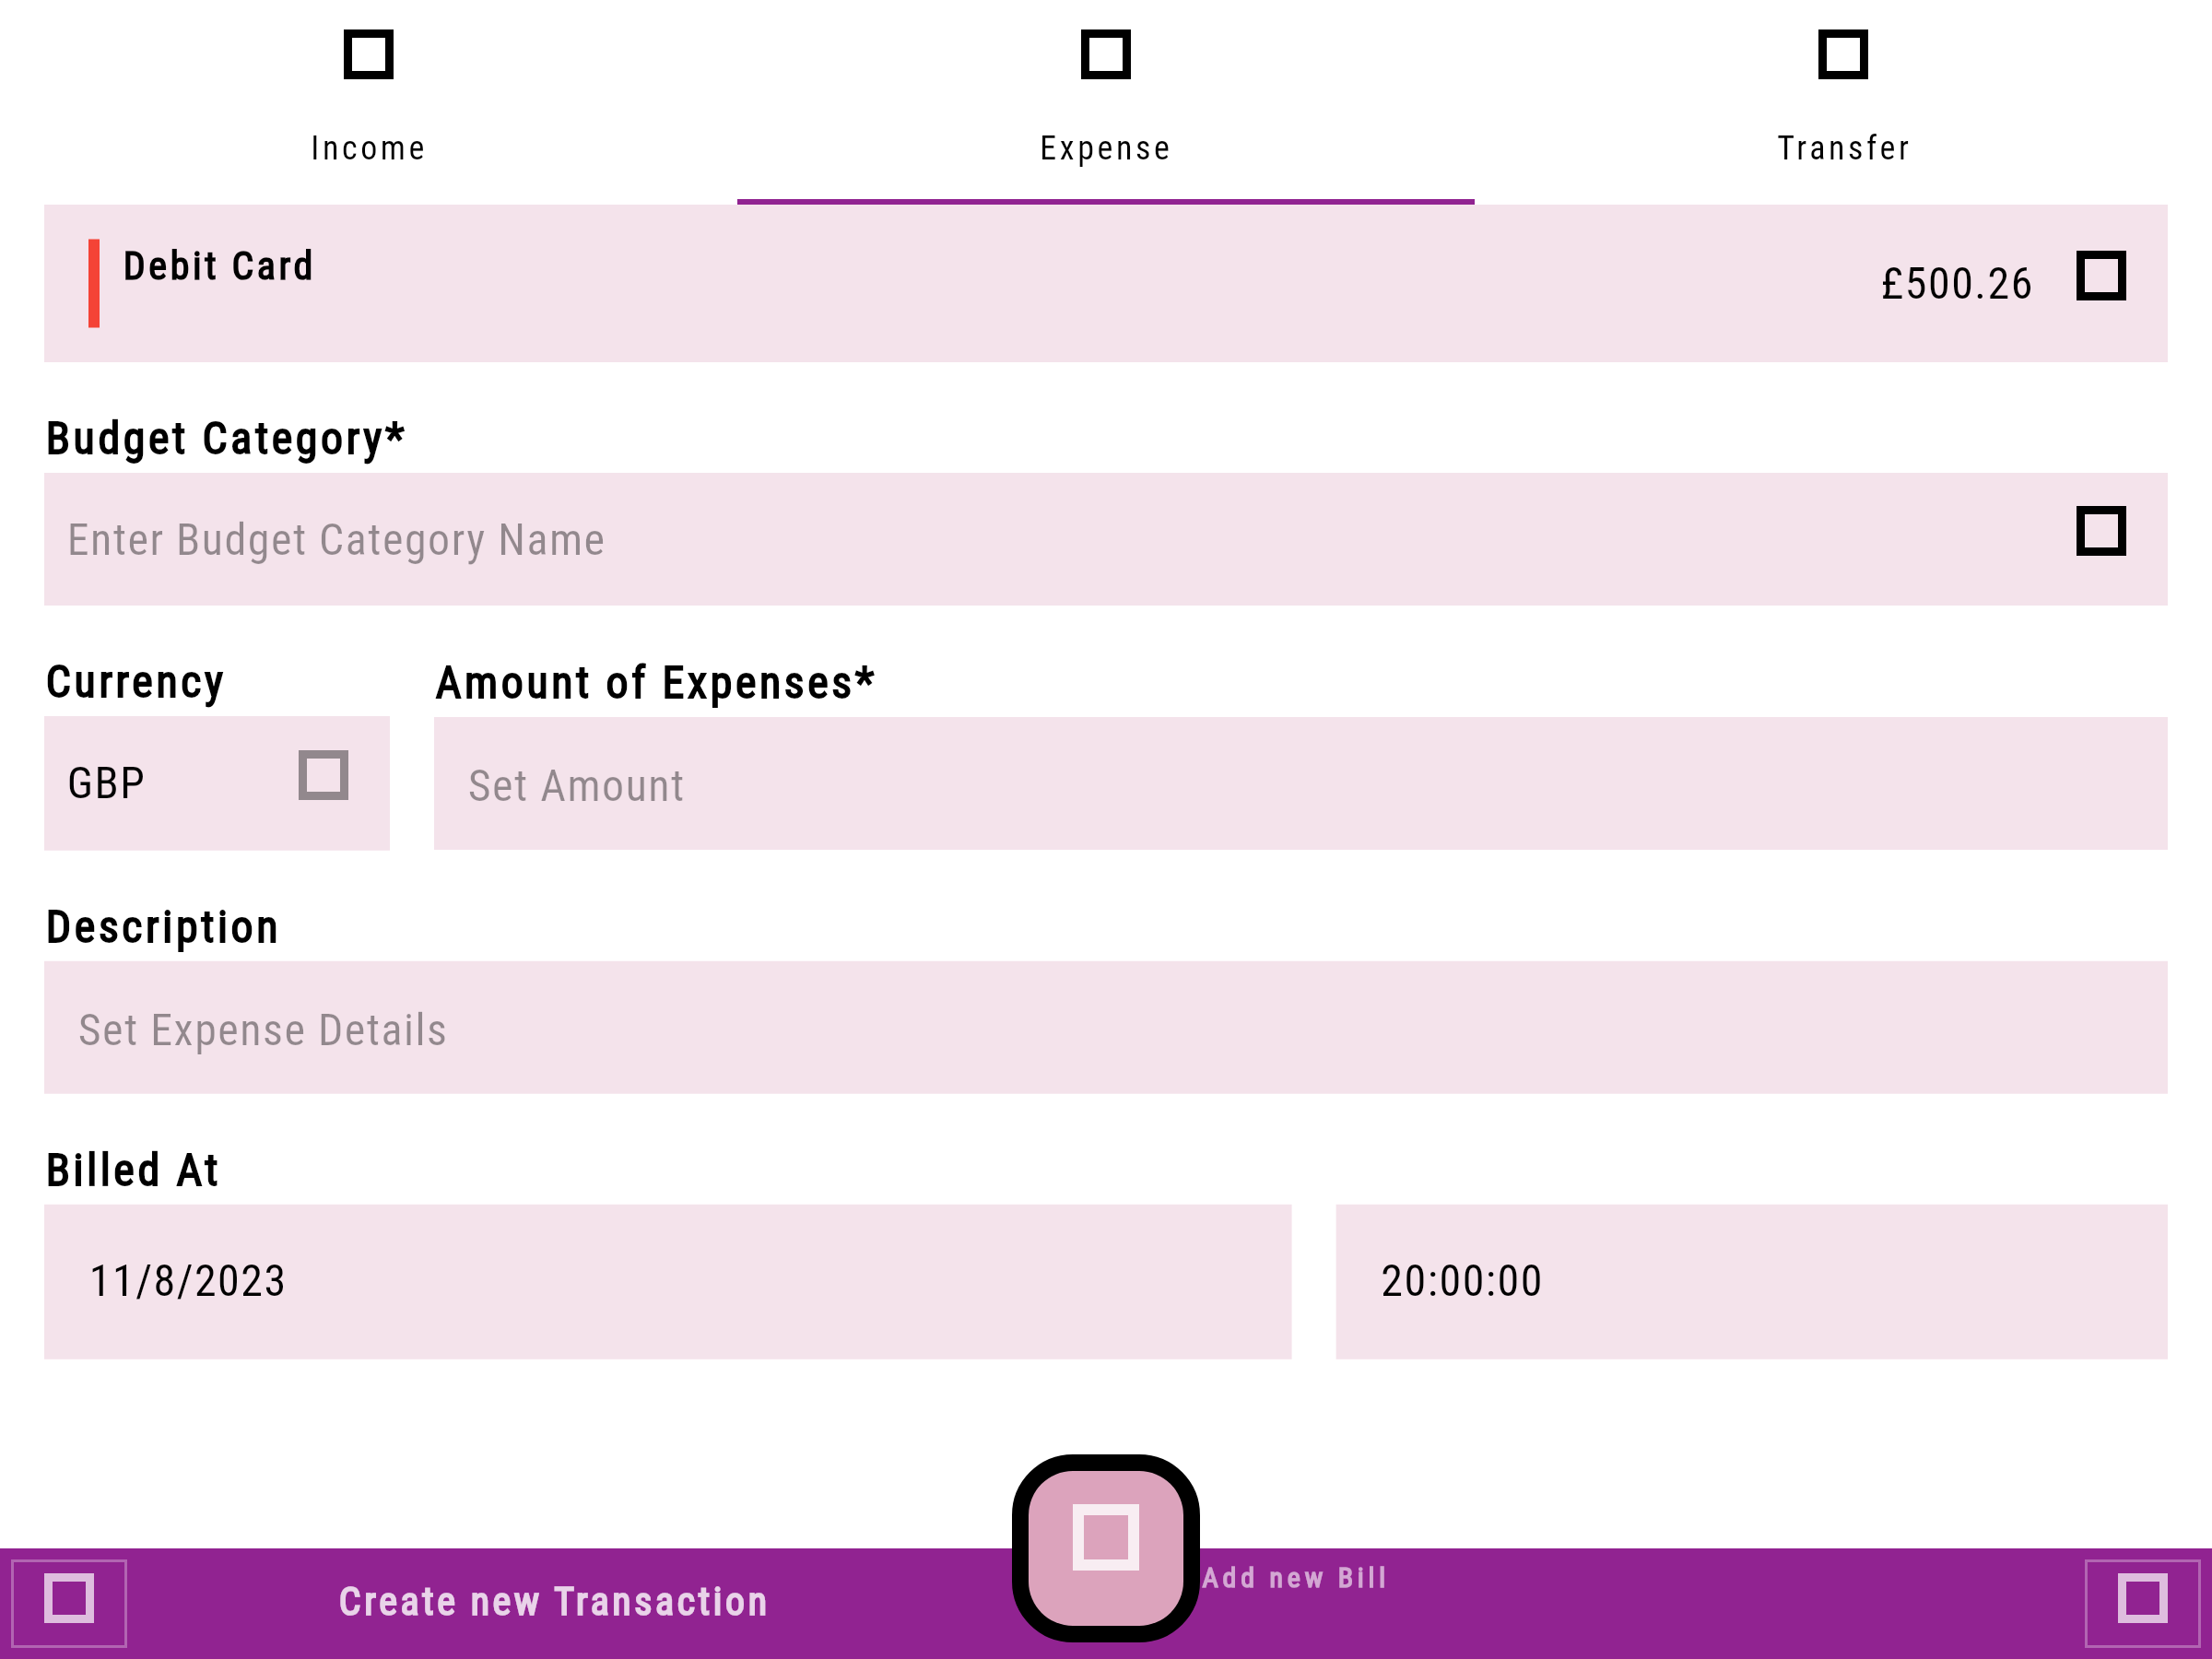 Income
Expense
Transfer
Debit Card
£500.26
Budget Category*
Enter Budget Category Name
Currency
Amount of Expenses*
GBP
Set Amount
Description
Set Expense Details
Billed At
11/8/2023
20:00:00
Add new Bill
Create new Transaction